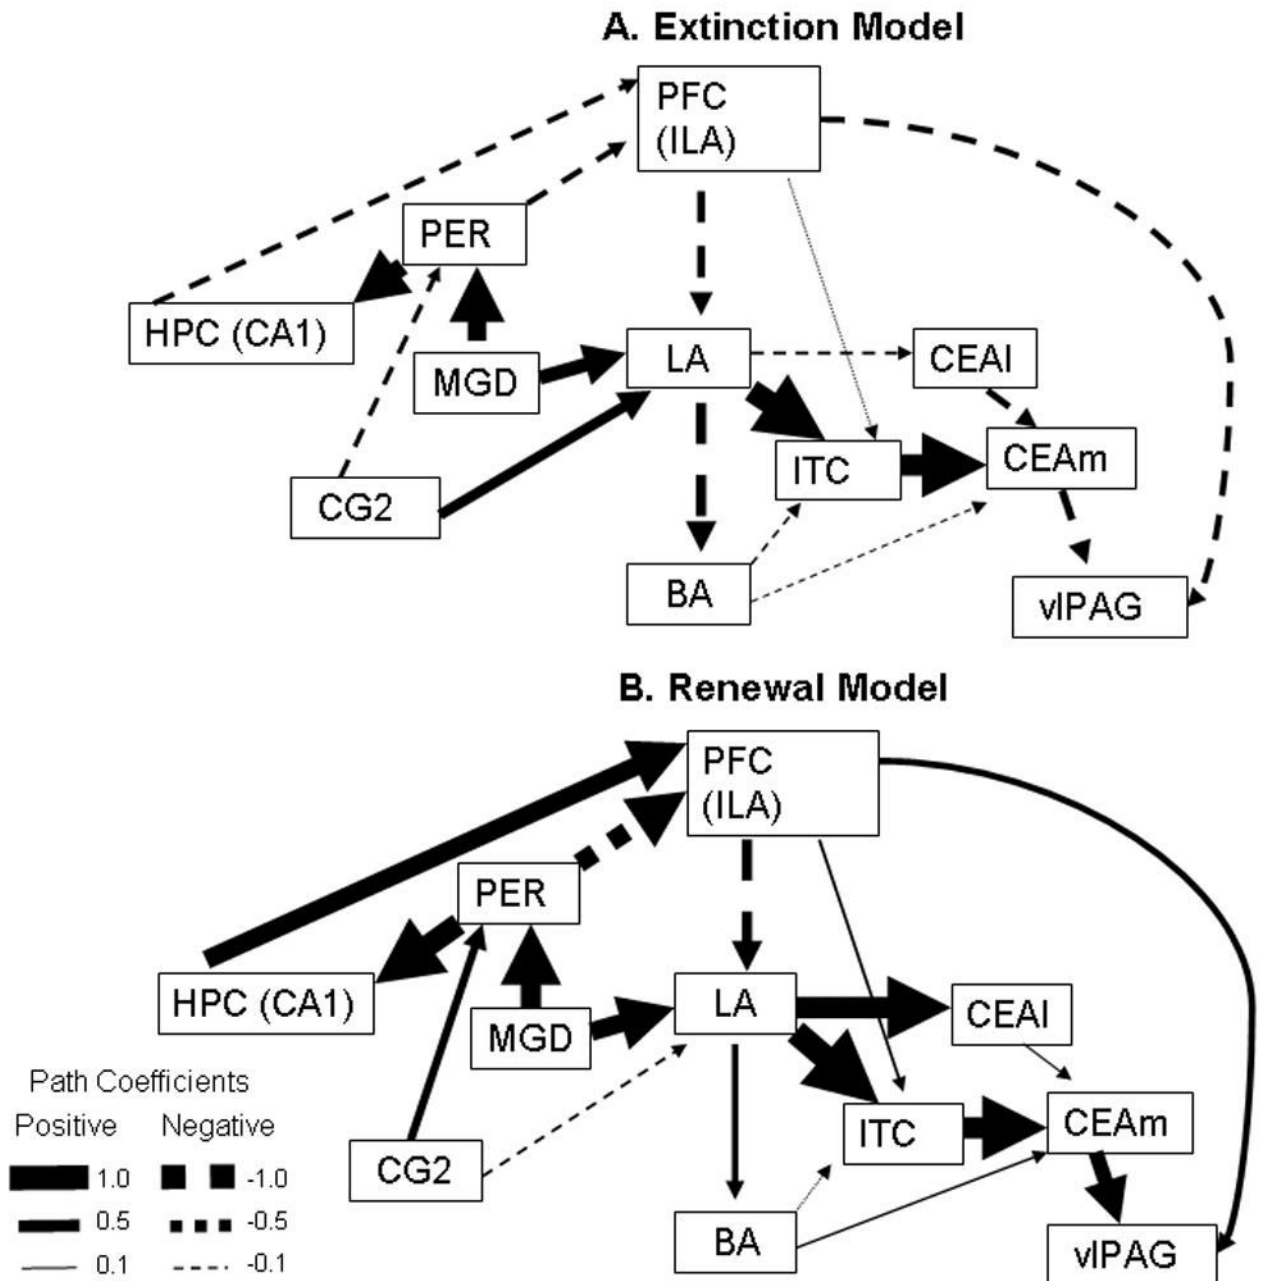 A. Extinction Model
PFC
(ILA)
PER
HPC (CA1)
MGD
LA
CEAl
CG2
ITC
CEAm
BA
vlPAG
B. Renewal Model
PFC
(ILA)
PER
HPC (CA1)
MGD
LA
CEAl
Path Coefficients
Positive Negative
1.0 -1.0
0.5 -0.5
0.1 -0.1
CG2
ITC
CEAm
BA
vlPAG